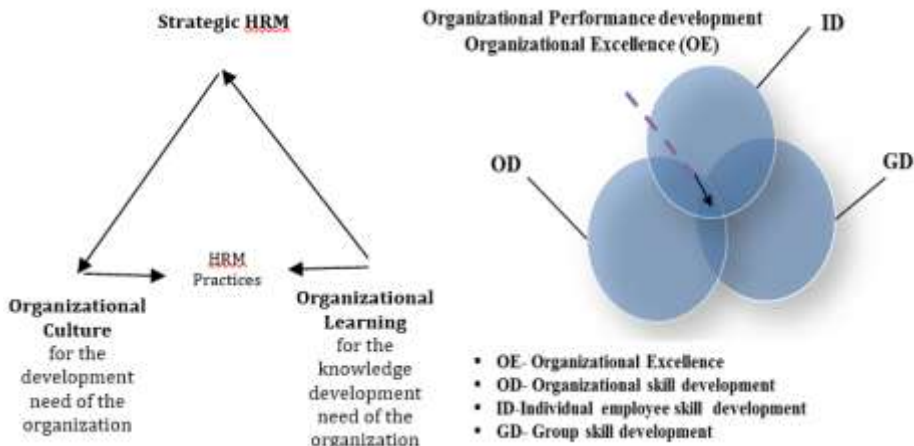 Strategic HRM
HRM
Practices
Organizational
Culture
for the
development
need of the
organization
Organizational
Learning
for the
knowledge
development
need of the
organization
Organizational Performance development
Organizational Excellence (OE)
ID
OD
GD
▪ OE- Organizational Excellence
▪ OD- Organizational skill development
▪ ID-Individual employee skill development
▪ GD- Group skill development